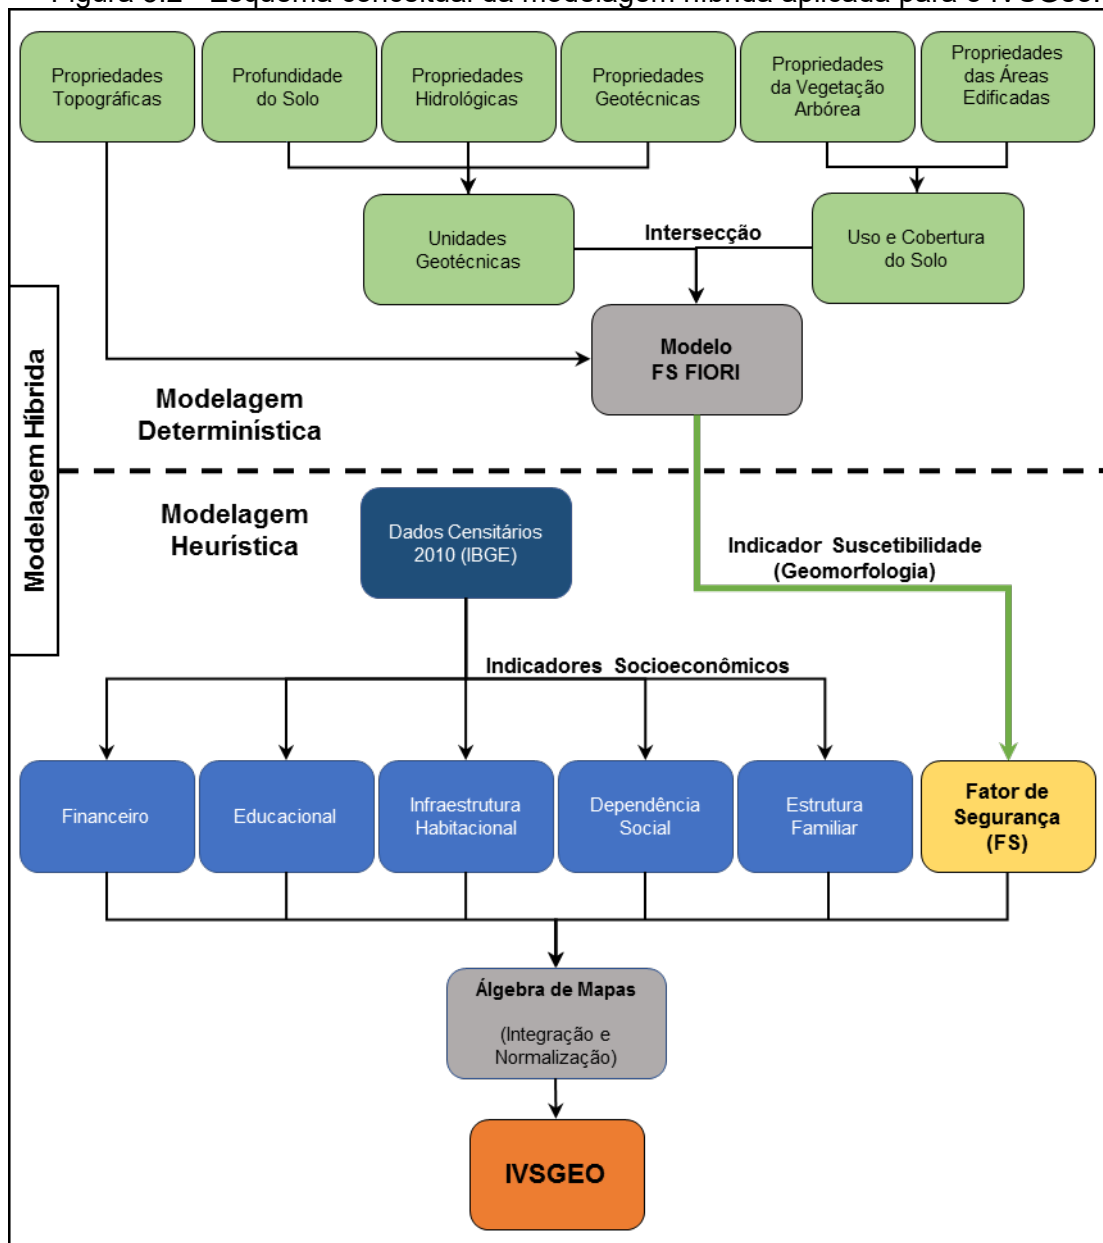 Propriedades
Topográficas
Profundidade
do Solo
Propriedades
Hidrológicas
Propriedades
Geotécnicas
Propriedades
da Vegetação
Arbórea
Propriedades
das Áreas
Edificadas
Unidades
Geotécnicas
Intersecção
Uso e Cobertura
do Solo
Modelo
FS FIORI
Modelagem Híbrida
Modelagem
Determinística
Modelagem
Heurística
Dados Censitários
2010 (IBGE)
Indicador Suscetibilidade
(Geomorfologia)
Indicadores Socioeconômicos
Financeiro
Educacional
Infraestrutura
Habitacional
Dependência
Social
Estrutura
Familiar
Fator de
Segurança
(FS)
Álgebra de Mapas
(Integração e
Normalização)
IVSGEO